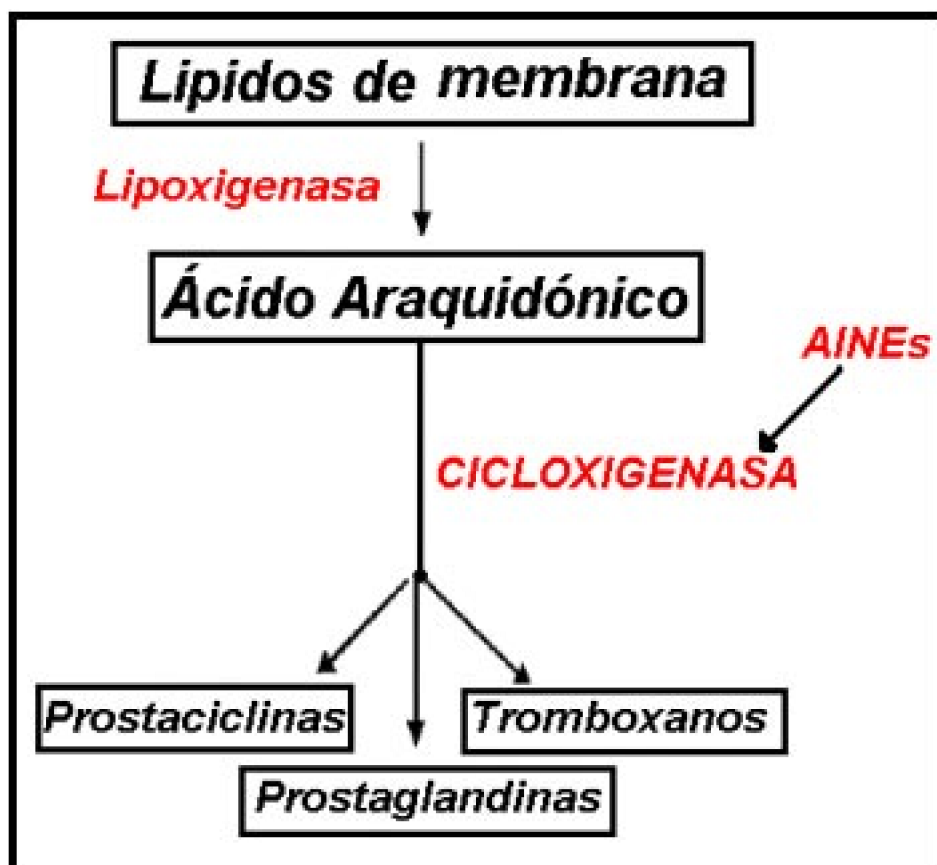 Lipidos de membrana
Lipoxigenasa
Ácido Araquidónico
AINEs
CICLOXIGENASA
Prostaciclinas
Tromboxanos
Prostaglandinas